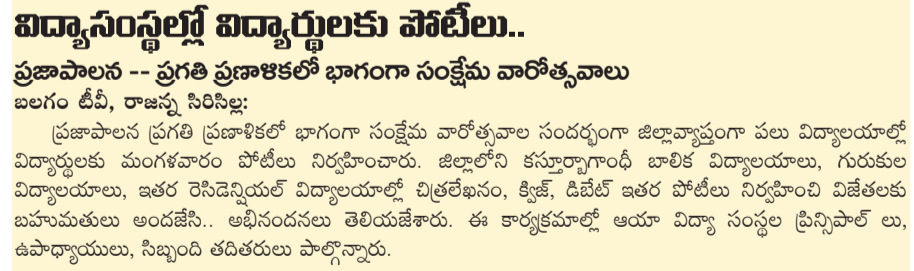 విద్యాసంస్థల్లో విద్యార్థులకు పోటీలు..
ప్రజాపాలన -- ప్రగతి ప్రణాళికలో భాగంగా సంక్షేమ వారోత్సవాలు
బలగం టీవీ, రాజన్న సిరిసిల్ల:
ప్రజాపాలన ప్రగతి ప్రణాళికలో భాగంగా సంక్షేమ వారోత్సవాల సందర్భంగా జిల్లావ్యాప్తంగా పలు విద్యాలయాల్లో
విద్యార్థులకు మంగళవారం పోటీలు నిర్వహించారు. జిల్లాలోని కస్తూర్బాగాంధీ బాలిక విద్యాలయాలు, గురుకుల
విద్యాలయాలు, ఇతర రెసిడెన్షియల్ విద్యాలయాల్లో చిత్రలేఖనం, క్విజ్, డిబేట్ ఇతర పోటీలు నిర్వహించి విజేతలకు
బహుమతులు అందజేసి.. అభినందనలు తెలియజేశారు. ఈ కార్యక్రమాల్లో ఆయా విద్యా సంస్థల ప్రిన్సిపాల్ లు,
ఉపాధ్యాయులు, సిబ్బంది తదితరులు పాల్గొన్నారు.